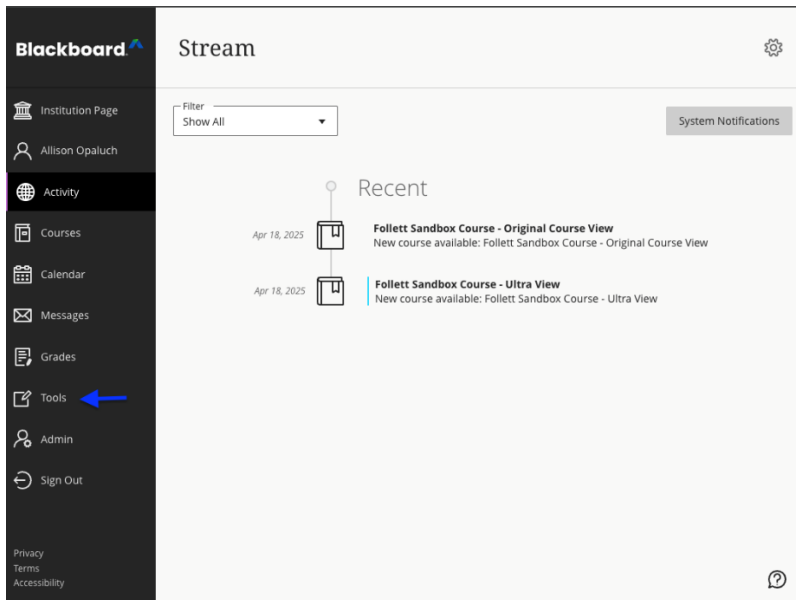 Blackboard
Institution Page
Allison Opaluch
Activity
Courses
Calendar
Messages
Grades
Tools
Admin
Sign Out
Privacy
Terms
Accessibility
Stream
Filter
Show All
System Notifications
Recent
Apr 18, 2025
Follett Sandbox Course - Original Course View
New course available: Follett Sandbox Course - Original Course View
Apr 18, 2025
Follett Sandbox Course - Ultra View
New course available: Follett Sandbox Course - Ultra View